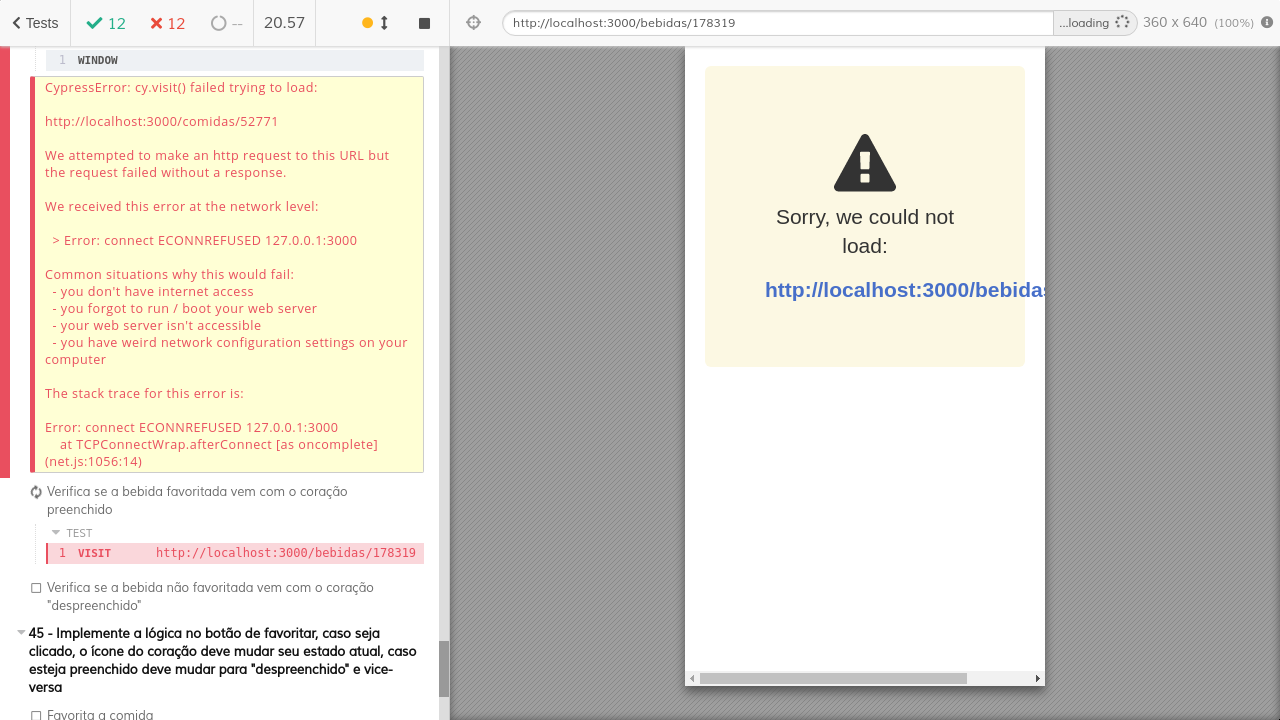 Tests
12
12
--
20.57
http://localhost:3000/bebidas/178319
...loading
360 x 640 (100%)
1 WINDOW
CypressError: cy.visit() failed trying to load:
http://localhost:3000/comidas/52771
We attempted to make an http request to this URL but
the request failed without a response.
We received this error at the network level:
> Error: connect ECONNREFUSED 127.0.0.1:3000
Common situations why this would fail:
- you don't have internet access
- you forgot to run / boot your web server
- your web server isn't accessible
- you have weird network configuration settings on your
computer
The stack trace for this error is:
Error: connect ECONNREFUSED 127.0.0.1:3000
at TCPConnectWrap.afterConnect [as oncomplete]
(net.js:1056:14)
Verifica se a bebida favoritada vem com o coração
preenchido
TEST
1 VISIT http://localhost:3000/bebidas/178319
Verifica se a bebida não favoritada vem com o coração
"despreenchido"
45 - Implemente a lógica no botão de favoritar, caso seja
clicado, o ícone do coração deve mudar seu estado atual, caso
esteja preenchido deve mudar para "despreenchido" e vice-
versa
Favorita a comida
Sorry, we could not
load:
http://localhost:3000/bebidas